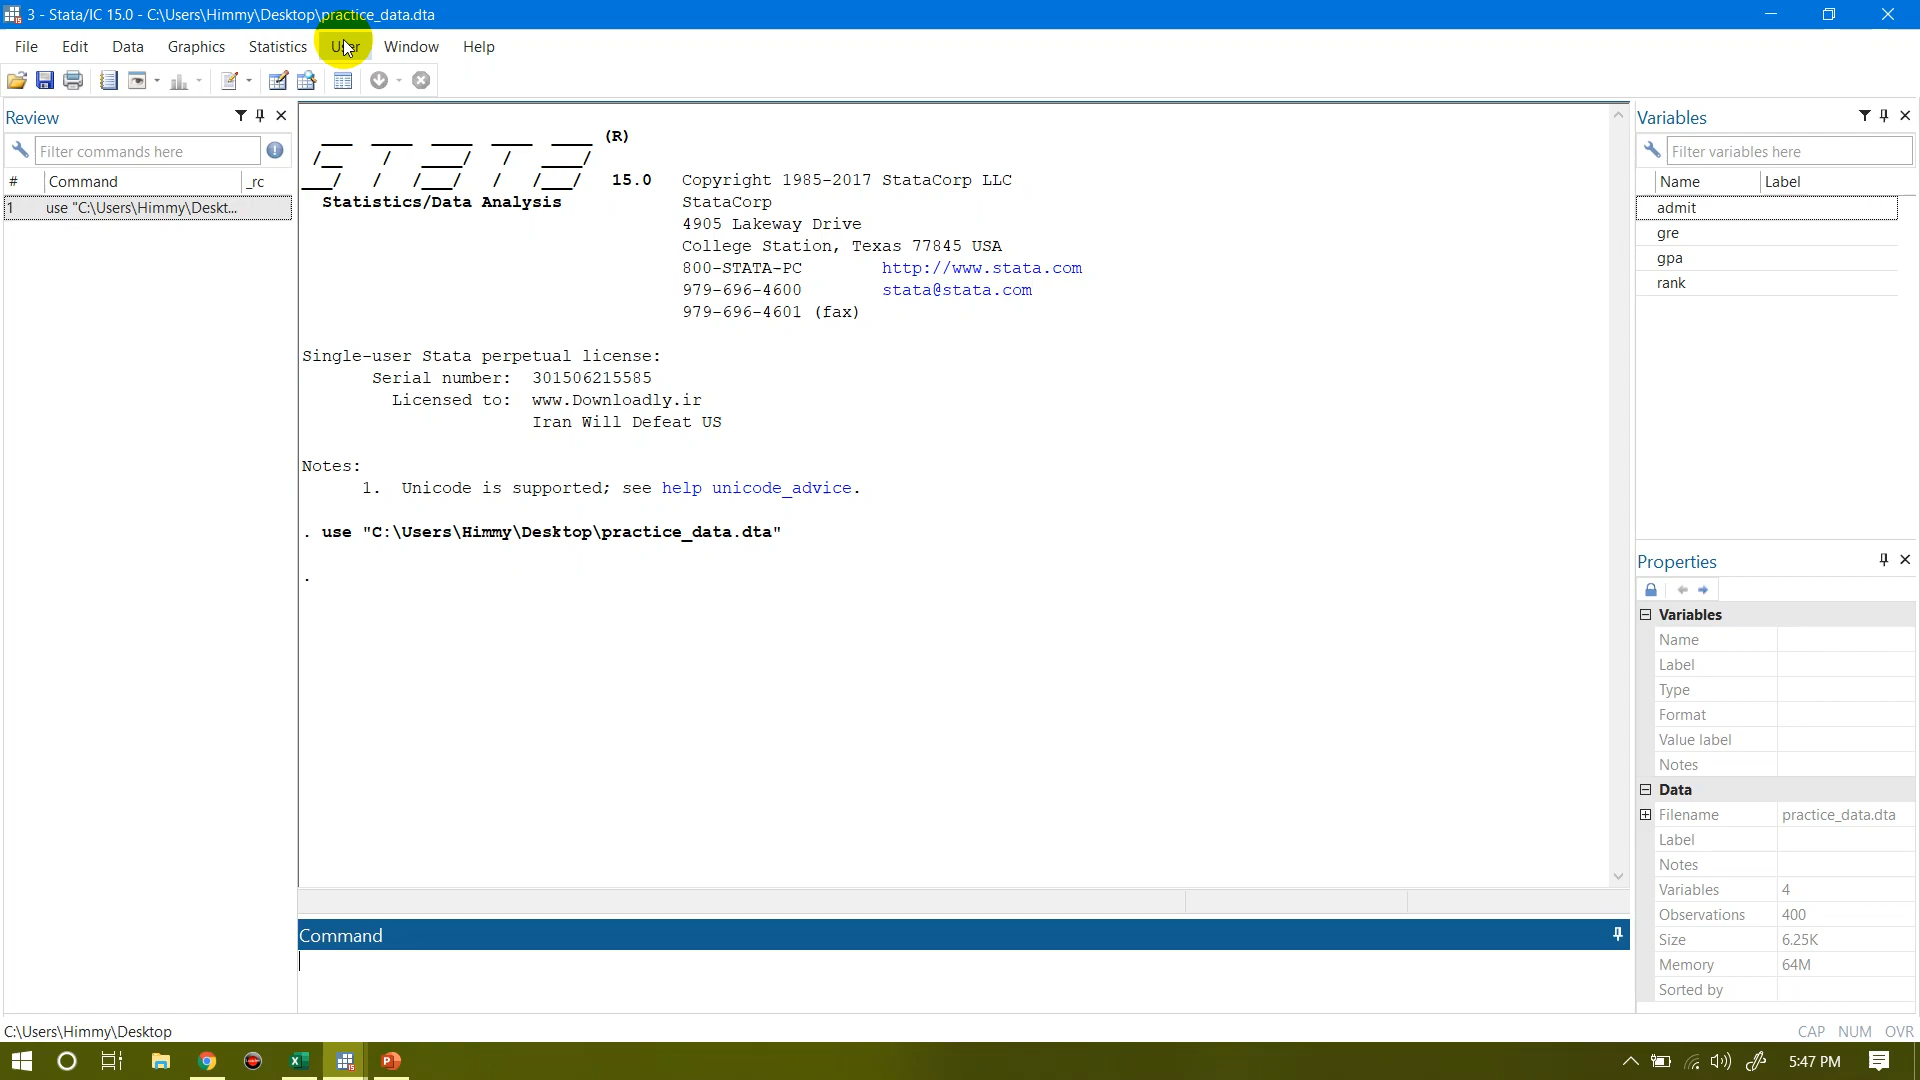 3 - Stata/IC 15.0 - C:\Users\Himmy\Desktop\practice_data.dta
File Edit Data Graphics Statistics User Window Help
Review
Filter commands here
# Command _rc
1 use "C:\Users\Himmy\Deskt...
(R)
STATA 15.0 Copyright 1985-2017 StataCorp LLC
Statistics/Data Analysis StataCorp
4905 Lakeway Drive
College Station, Texas 77845 USA
800-STATA-PC http://www.stata.com
979-696-4600 stata@stata.com
979-696-4601 (fax)
Single-user Stata perpetual license:
Serial number: 301506215585
Licensed to: www.Downloadly.ir
Iran Will Defeat US
Notes:
1. Unicode is supported; see help unicode_advice.
. use "C:\Users\Himmy\Desktop\practice_data.dta"
.
Command
Variables
Filter variables here
Name Label
admit
gre
gpa
rank
Properties
Variables
Name
Label
Type
Format
Value label
Notes
Data
Filename practice_data.dta
Label
Notes
Variables 4
Observations 400
Size 6.25K
Memory 64M
Sorted by
C:\Users\Himmy\Desktop
CAP NUM OVR
5:47 PM